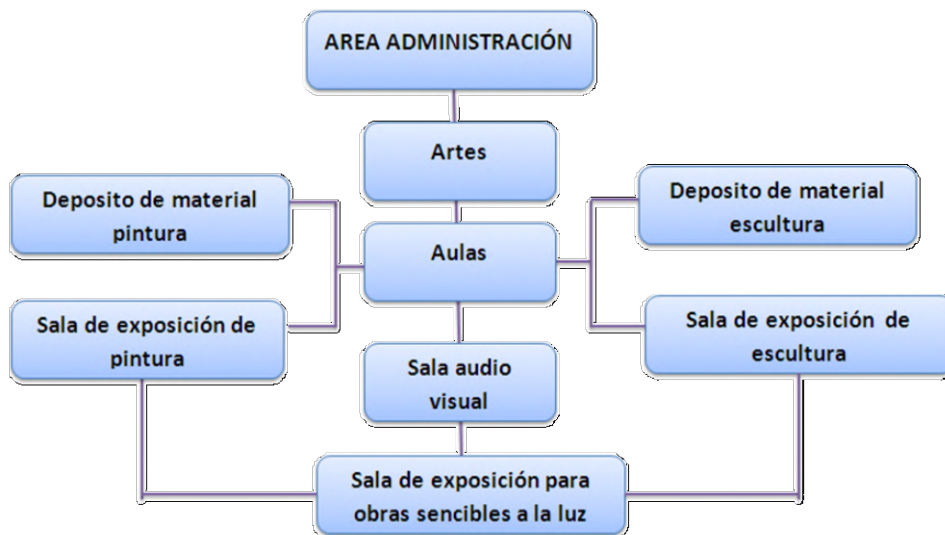 AREA ADMINISTRACIÓN
Artes
Deposito de material
pintura
Aulas
Deposito de material
escultura
Sala de exposición de
pintura
Sala audio
visual
Sala de exposición de
escultura
Sala de exposición para
obras sencibles a la luz